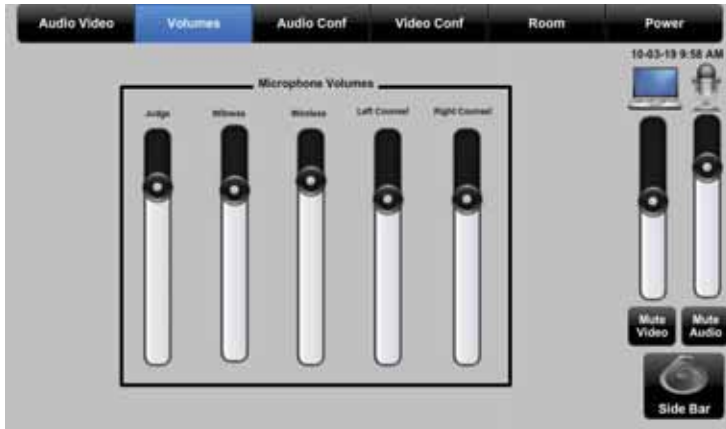 Audio Video Volumes Audio Conf Video Conf Room Power
10-03-19 9:58 AM
Microphone Volumes
Judge Witness Wireless Left Counsel Right Counsel
Mute Video
Mute Audio
Side Bar